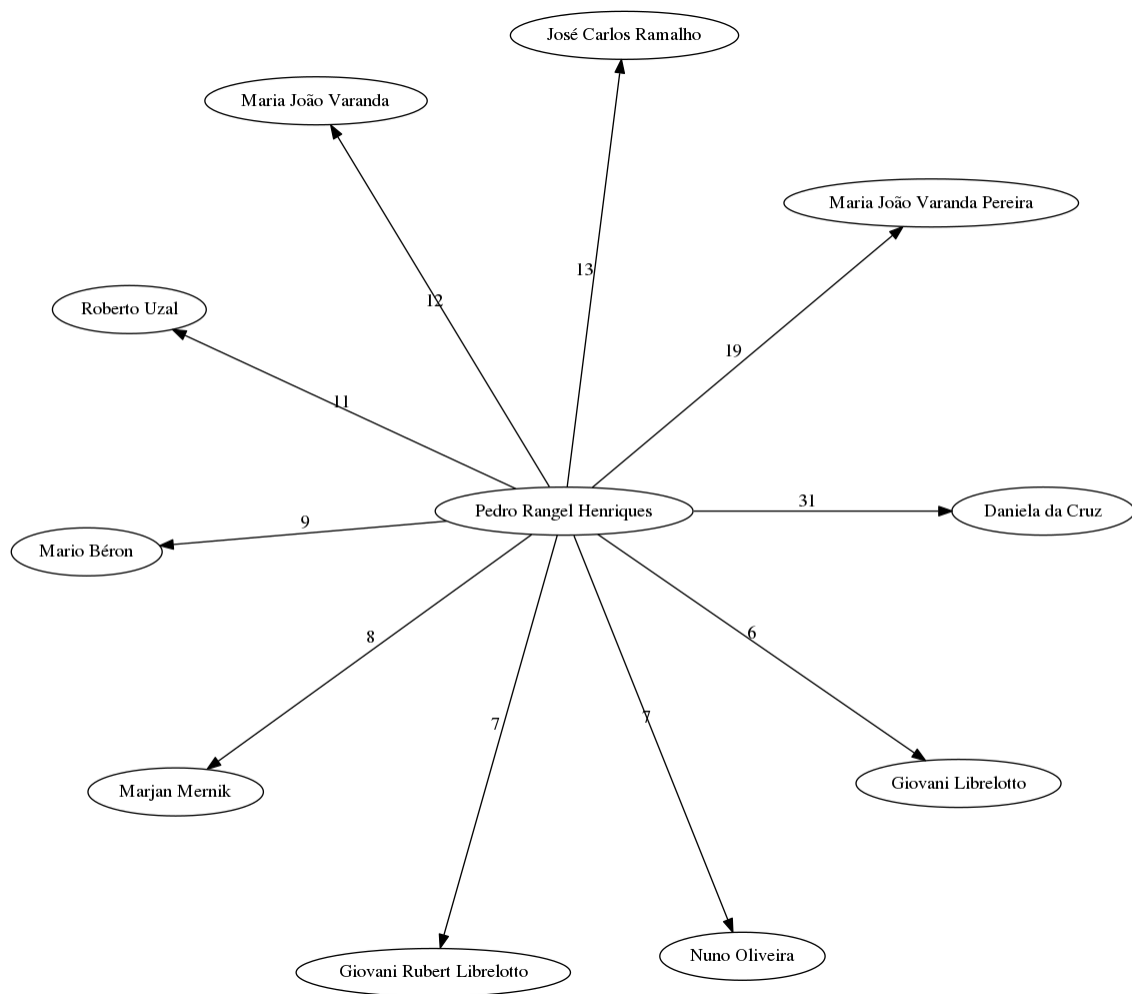 José Carlos Ramalho
Maria João Varanda
Maria João Varanda Pereira
13
12
Roberto Uzal
19
11
Pedro Rangel Henriques
31
Daniela da Cruz
9
Mario Béron
8
6
7
7
Marjan Mernik
Giovani Librelotto
Nuno Oliveira
Giovani Rubert Librelotto